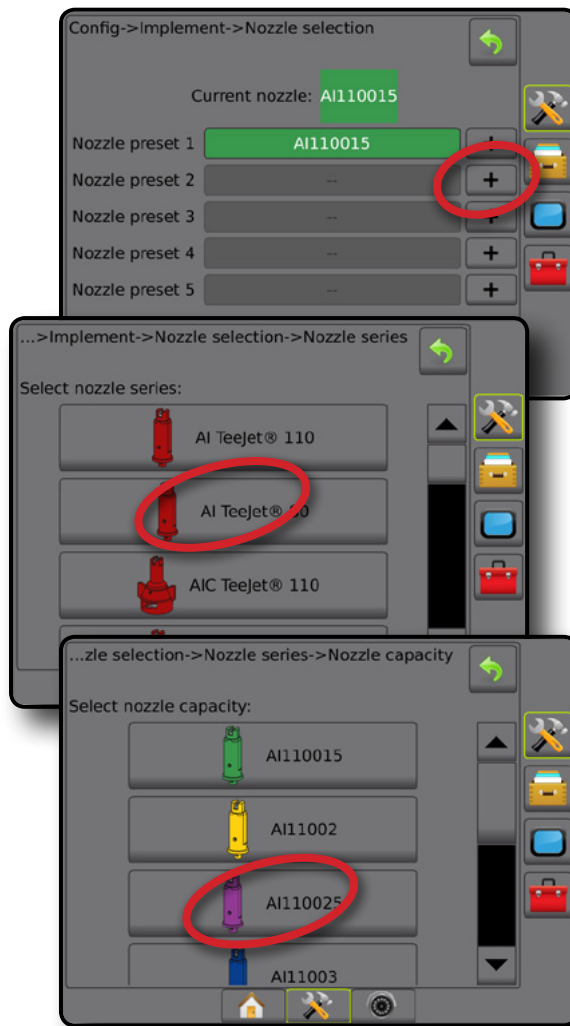 Config->Implement->Nozzle selection
Current nozzle: AI110015
Nozzle preset 1 AI110015 +
Nozzle preset 2 -- +
Nozzle preset 3 -- +
Nozzle preset 4 -- +
Nozzle preset 5 -- +
...>Implement->Nozzle selection->Nozzle series
Select nozzle series:
AI TeeJet® 110
AI TeeJet® 80
AIC TeeJet® 110
...zle selection->Nozzle series->Nozzle capacity
Select nozzle capacity:
AI110015
AI11002
AI110025
AI11003